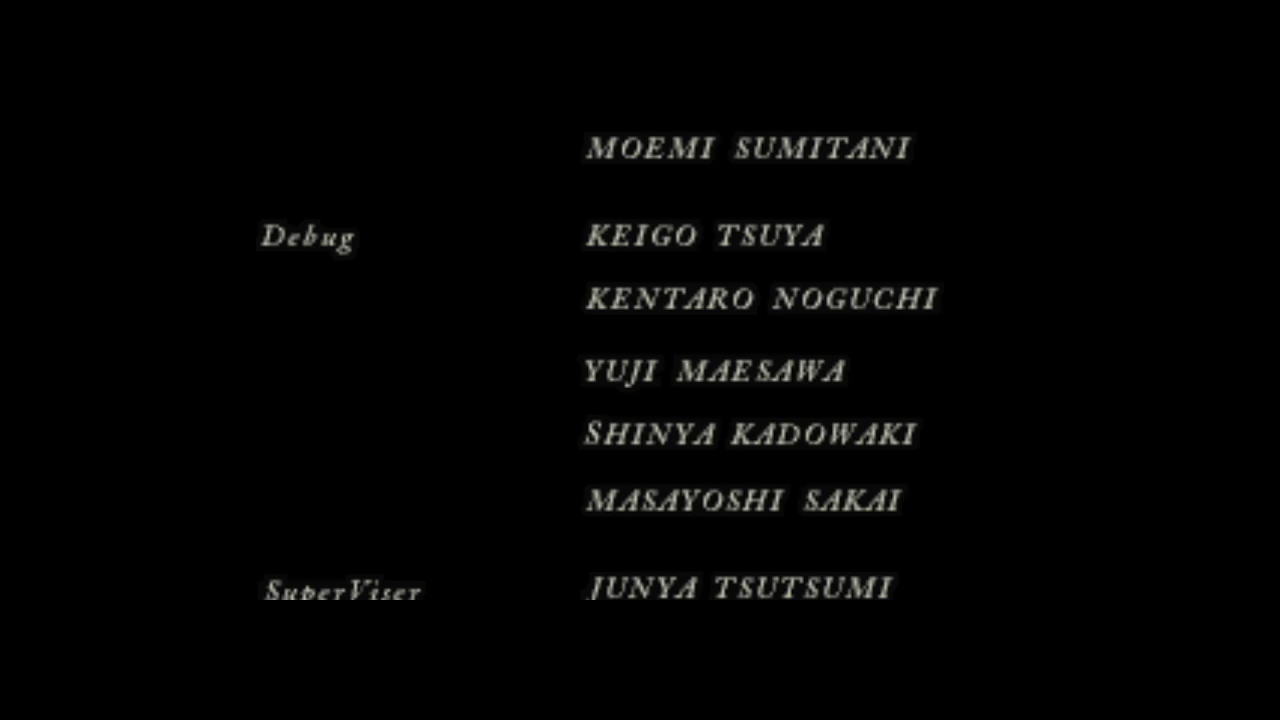 MOEMI SUMITANI
Debug KEIGO TSUYA
KENTARO NOGUCHI
YUJI MAESAWA
SHINYA KADOWAKI
MASAYOSHI SAKAI
SuperViser JUNYA TSUTSUMI